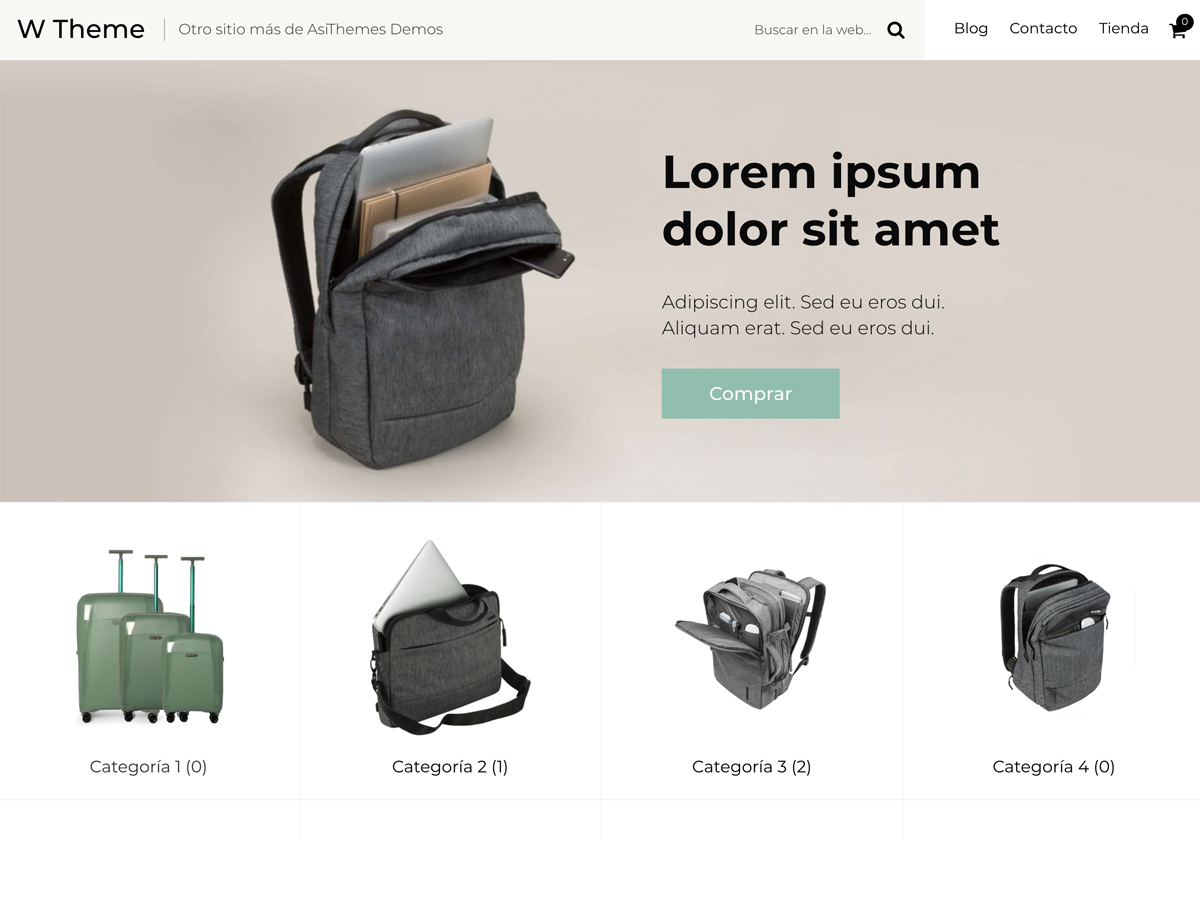 W Theme
Otro sitio más de AsiThemes Demos
Buscar en la web...
Blog
Contacto
Tienda
0
Lorem ipsum
dolor sit amet
Adipiscing elit. Sed eu eros dui.
Aliquam erat. Sed eu eros dui.
Comprar
Categoría 1 (0)
Categoría 2 (1)
Categoría 3 (2)
Categoría 4 (0)